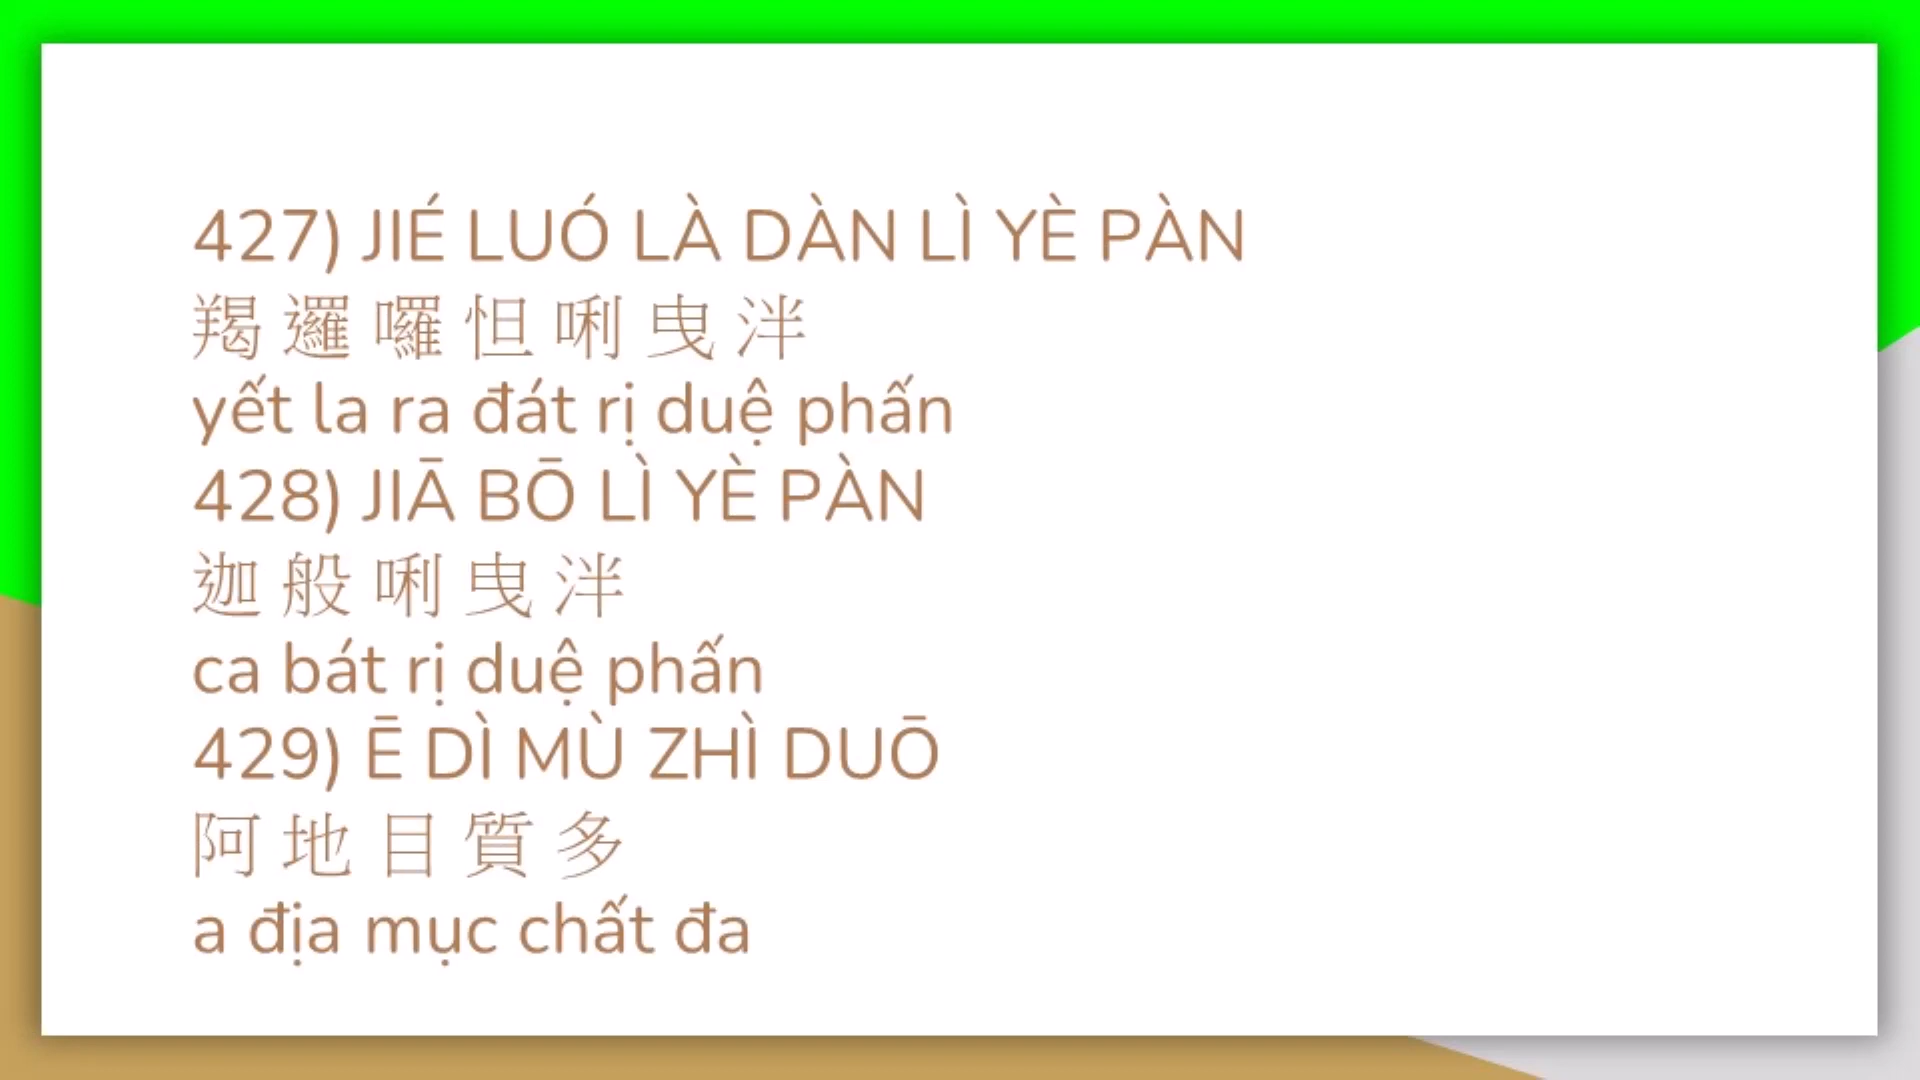 427) JIÉ LUÓ LÀ DÀN LÌ YÈ PÀN
羯 邏 囉 怛 唎 曳 泮
yết la ra đát rị duệ phấn
428) JIĀ BŌ LÌ YÈ PÀN
迦 般 唎 曳 泮
ca bát rị duệ phấn
429) Ē DÌ MÙ ZHÌ DUŌ
阿 地 目 質 多
a địa mục chất đa